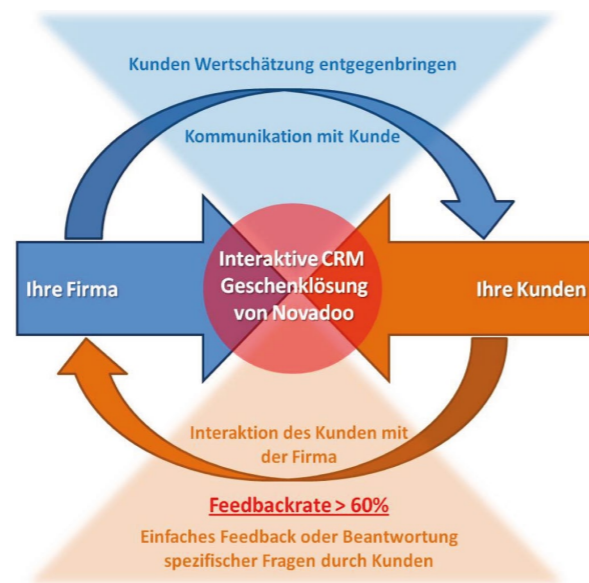 Kunden Wertschätzung entgegenbringen
Kommunikation mit Kunde
Ihre Firma
Interaktive CRM
Geschenklösung
von Novadoo
Ihre Kunden
Interaktion des Kunden mit
der Firma
Feedbackrate > 60%
Einfaches Feedback oder Beantwortung
spezifischer Fragen durch Kunden